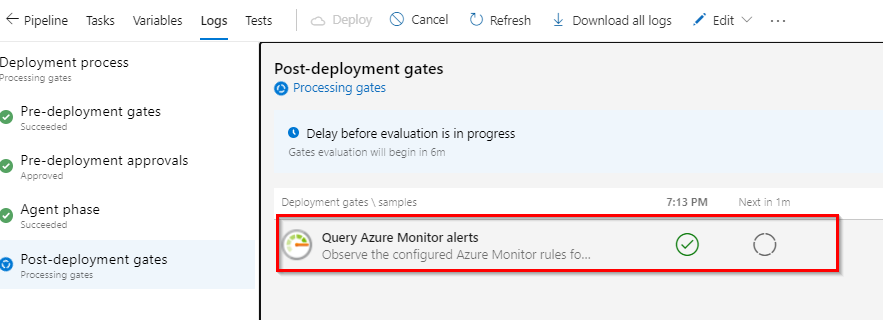 Pipeline Tasks Variables Logs Tests Deploy Cancel Refresh Download all logs Edit ...
Deployment process
Processing gates
Pre-deployment gates
Succeeded
Pre-deployment approvals
Approved
Agent phase
Succeeded
Post-deployment gates
Processing gates
Post-deployment gates
Processing gates
Delay before evaluation is in progress
Gates evaluation will begin in 6m
Deployment gates \ samples 7:13 PM Next in 1m
Query Azure Monitor alerts
Observe the configured Azure Monitor rules fo...